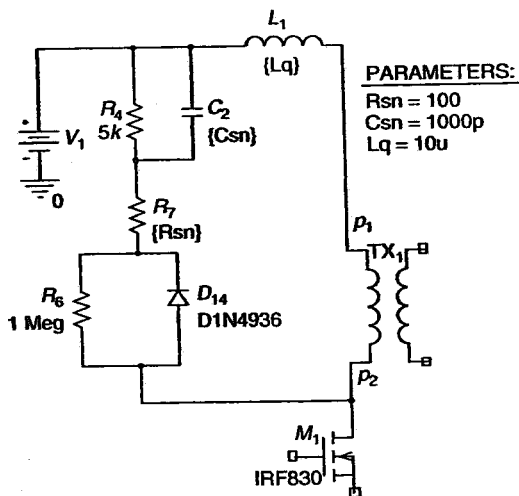 L1
{Lq}
PARAMETERS:
Rsn = 100
Csn = 1000p
Lq = 10u
R4
5k
C2
{Csn}
+
V1
-
0
R7
{Rsn}
p1
TX1
R6
1 Meg
D14
D1N4936
p2
M1
IRF830